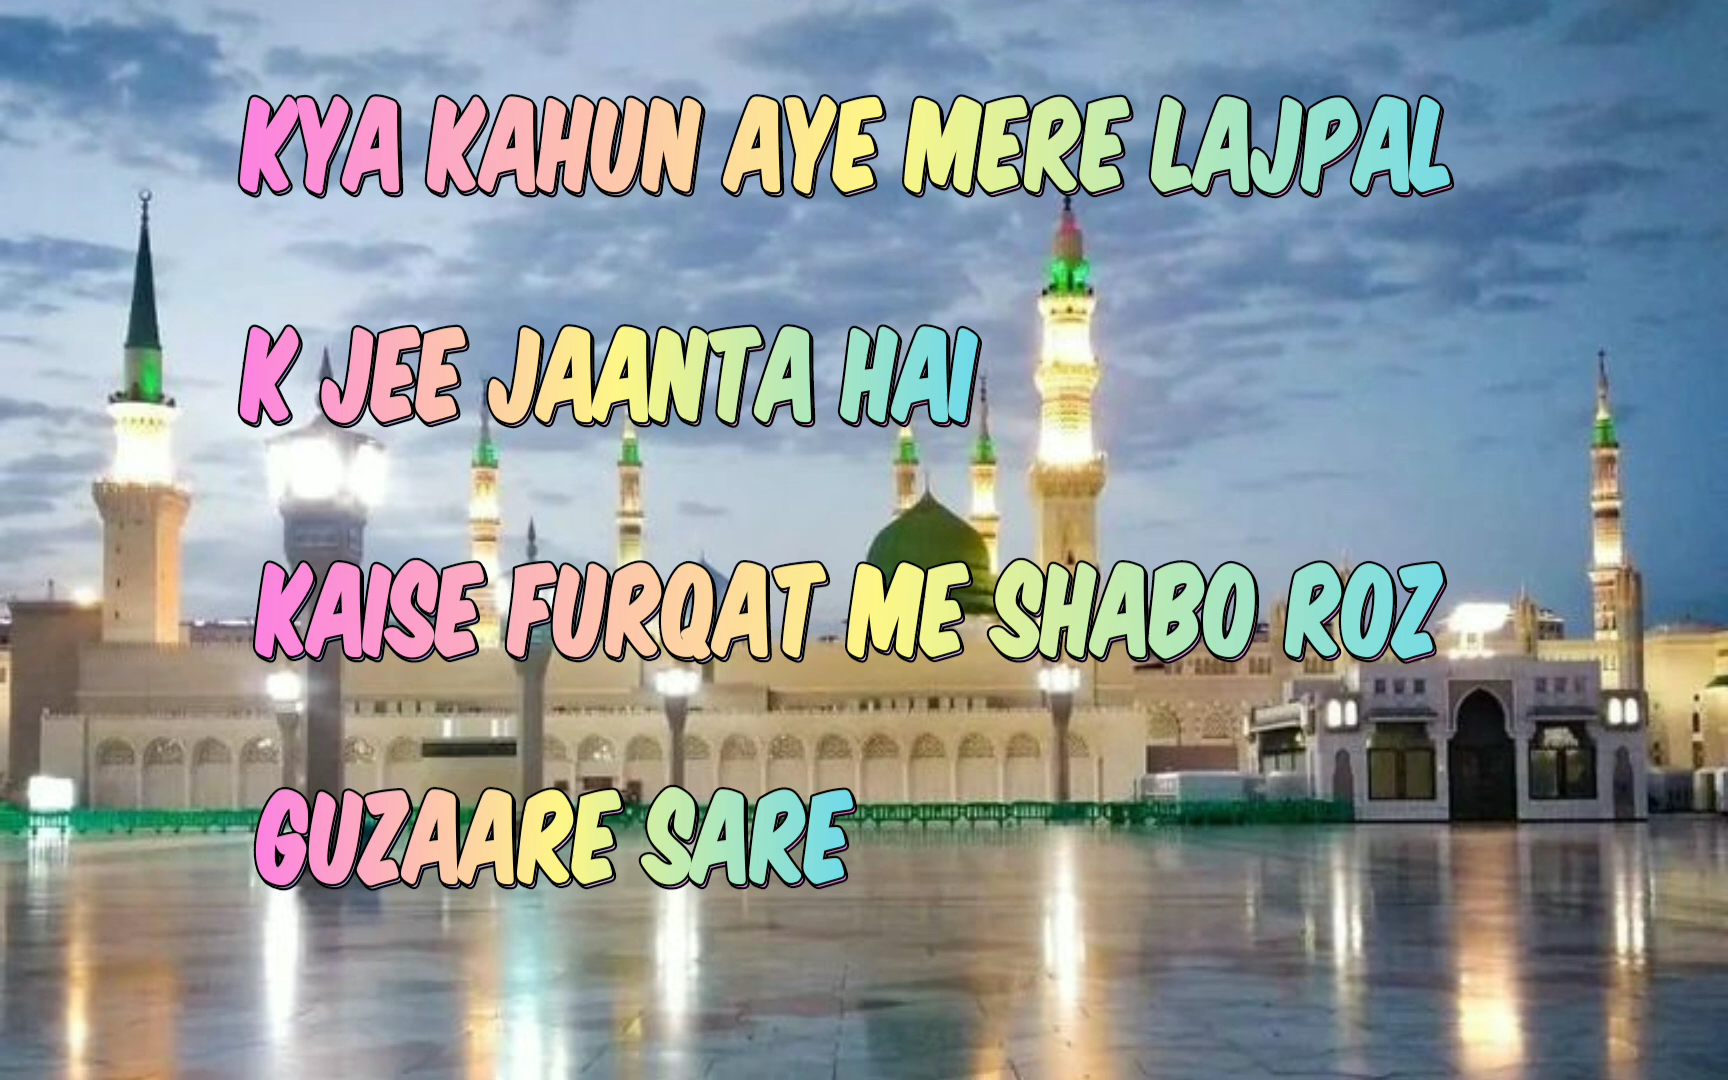 KYA KAHUN AYE MERE LAJPAL
K JEE JAANTA HAI
KAISE FURQAT ME SHABO ROZ
GUZAARE SARE